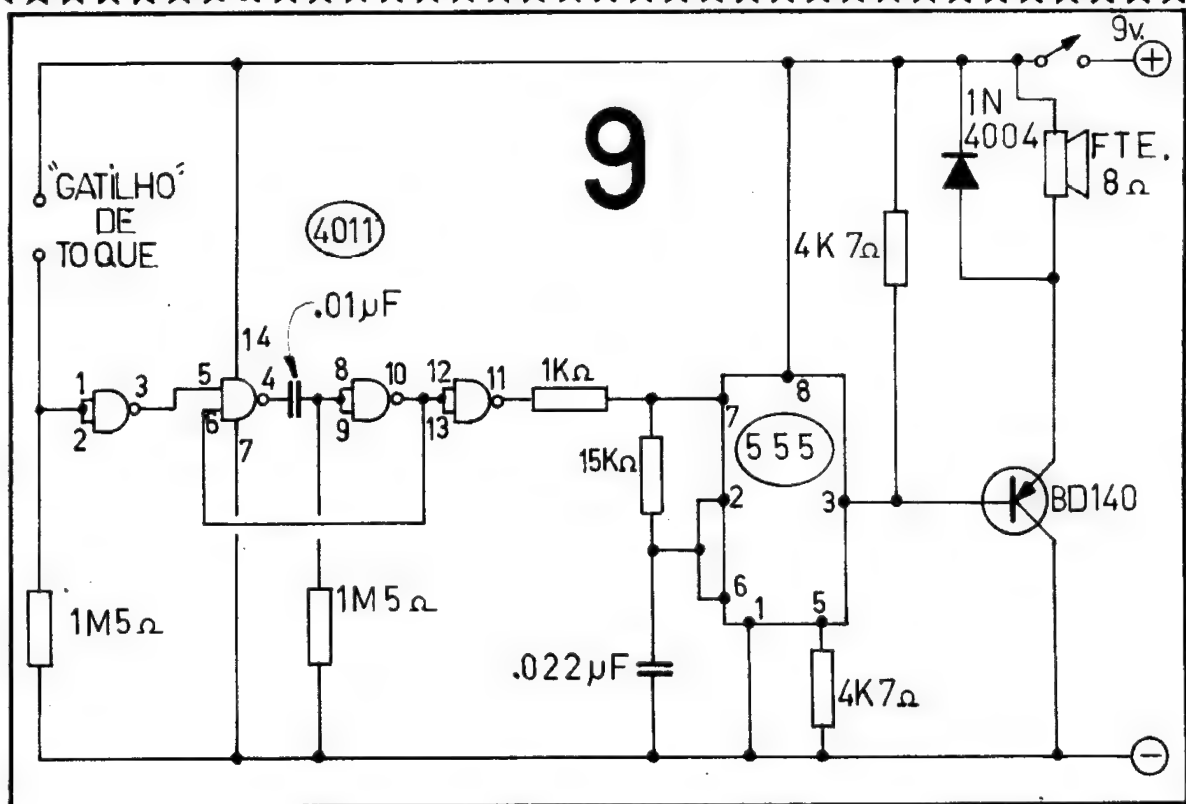 9v.
1N
4004
FTE.
8Ω
9
"GATILHO"
DE
TOQUE
4011
4K7Ω
.01µF
14
1
2
3
5
6
4
7
8
9
10
12
13
11
1KΩ
7
8
555
15KΩ
2
3
BD140
6
1
5
1M5Ω
1M5Ω
.022µF
4K7Ω
+
−